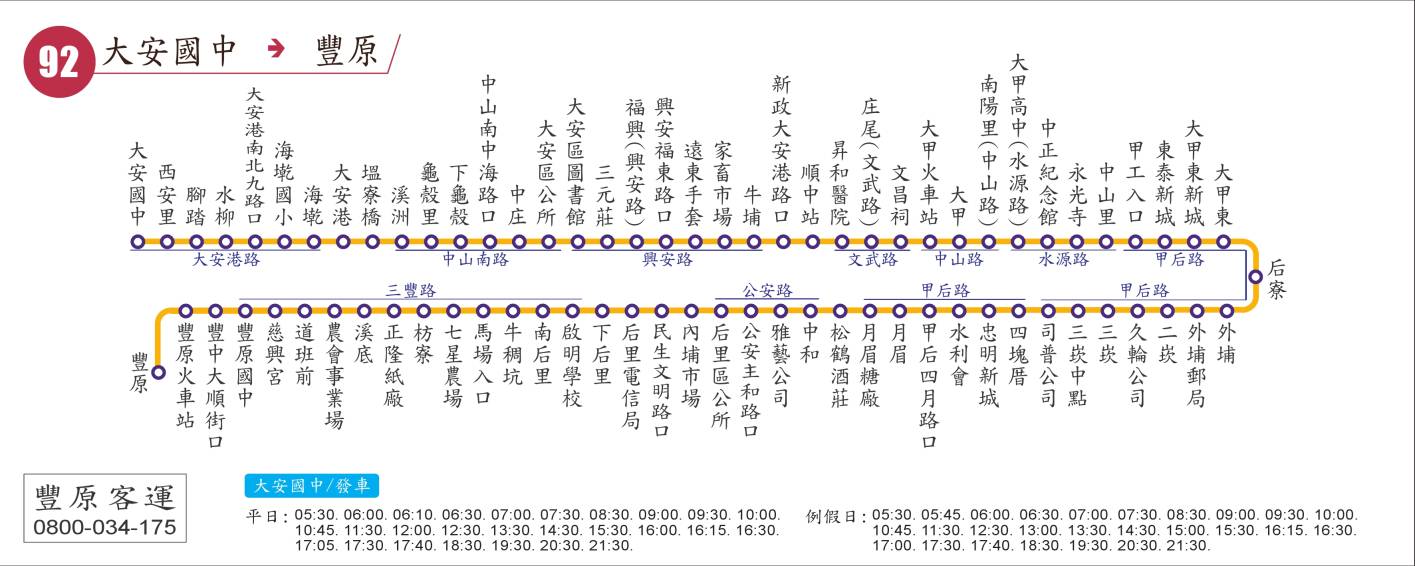 92
大安國中 ➔ 豐原
大安國中
西安里
腳踏
水柳
大安港南北九路口
海墘國小
海墘
大安港
塭寮橋
溪洲
龜殼里
下龜殼
中山南中海路口
中庄
大安區公所
大安區圖書館
三元莊
福興(興安路)
興安福東路口
遠東手套
家畜市場
牛埔
新政大安港路口
順中站
昇和醫院
庄尾(文武路)
文昌祠
大甲火車站
大甲
南陽里(中山路)
大甲高中(水源路)
中正紀念館
永光寺
中山里
甲工入口
東泰新城
大甲東新城
大甲東
大安港路
中山南路
興安路
文武路
中山路
水源路
甲后路
后寮
三豐路
公安路
甲后路
甲后路
豐原
豐原火車站
豐中大順街口
豐原國中
慈興宮
道班前
農會事業場
溪底
正隆紙廠
枋寮
七星農場
馬場入口
牛稠坑
南后里
啟明學校
下后里
后里電信局
民生文明路口
內埔市場
后里區公所
公安主和路口
雅藝公司
中和
松鶴酒莊
月眉糖廠
月眉
甲后四月路口
水利會
忠明新城
四塊厝
司普公司
三崁中點
三崁
久輪公司
二崁
外埔郵局
外埔
豐原客運
0800-034-175
大安國中/發車
平日: 05:30. 06:00. 06:10. 06:30. 07:00. 07:30. 08:30. 09:00. 09:30. 10:00.
10:45. 11:30. 12:00. 12:30. 13:30. 14:30. 15:30. 16:00. 16:15. 16:30.
17:05. 17:30. 17:40. 18:30. 19:30. 20:30. 21:30.
例假日: 05:30. 05:45. 06:00. 06:30. 07:00. 07:30. 08:30. 09:00. 09:30. 10:00.
10:45. 11:30. 12:30. 13:00. 13:30. 14:30. 15:00. 15:30. 16:15. 16:30.
17:00. 17:30. 17:40. 18:30. 19:30. 20:30. 21:30.